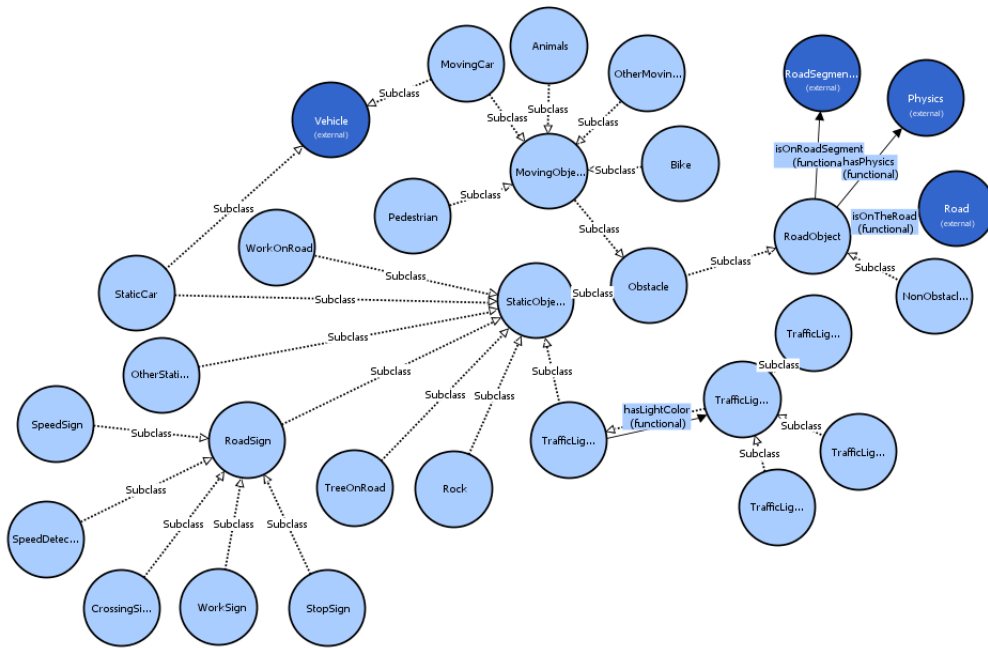 Animals
MovingCar
OtherMovin...
RoadSegmen...
(external)
Physics
(external)
Subclass
Subclass
Subclass
Subclass
Vehicle
(external)
isOnRoadSegment
(functiona
hasPhysics
(functional)
MovingObje...
Subclass
Bike
Subclass
Pedestrian
Subclass
Road
(external)
isOnTheRoad
(functional)
RoadObject
WorkOnRoad
Subclass
Subclass
Subclass
Subclass
StaticCar
Subclass
StaticObje...
Subclass
Obstacle
NonObstacl...
Subclass
TrafficLig...
OtherStati...
Subclass
Subclass
Subclass
Subclass
Subclass
TrafficLig...
hasLightColor
(functional)
SpeedSign
Subclass
RoadSign
TrafficLig...
Subclass
TrafficLig...
Subclass
TreeOnRoad
Rock
Subclass
TrafficLig...
SpeedDetec...
Subclass
Subclass
Subclass
CrossingSi...
WorkSign
StopSign